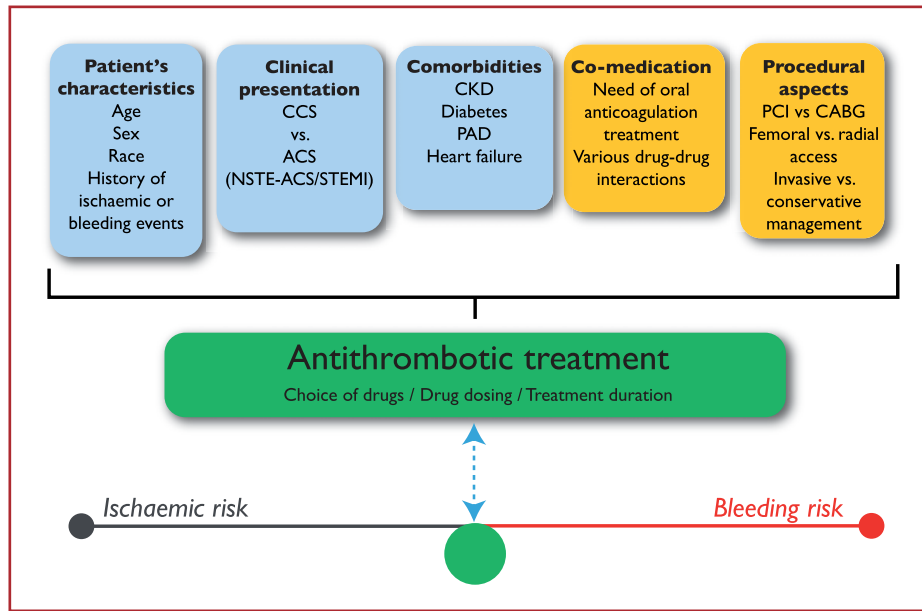 Patient's
characteristics
Age
Sex
Race
History of
ischaemic or
bleeding events
Clinical
presentation
CCS
vs.
ACS
(NSTE-ACS/STEMI)
Comorbidities
CKD
Diabetes
PAD
Heart failure
Co-medication
Need of oral
anticoagulation
treatment
Various drug-drug
interactions
Procedural
aspects
PCI vs CABG
Femoral vs. radial
access
Invasive vs.
conservative
management
Antithrombotic treatment
Choice of drugs / Drug dosing / Treatment duration
Ischaemic risk
Bleeding risk